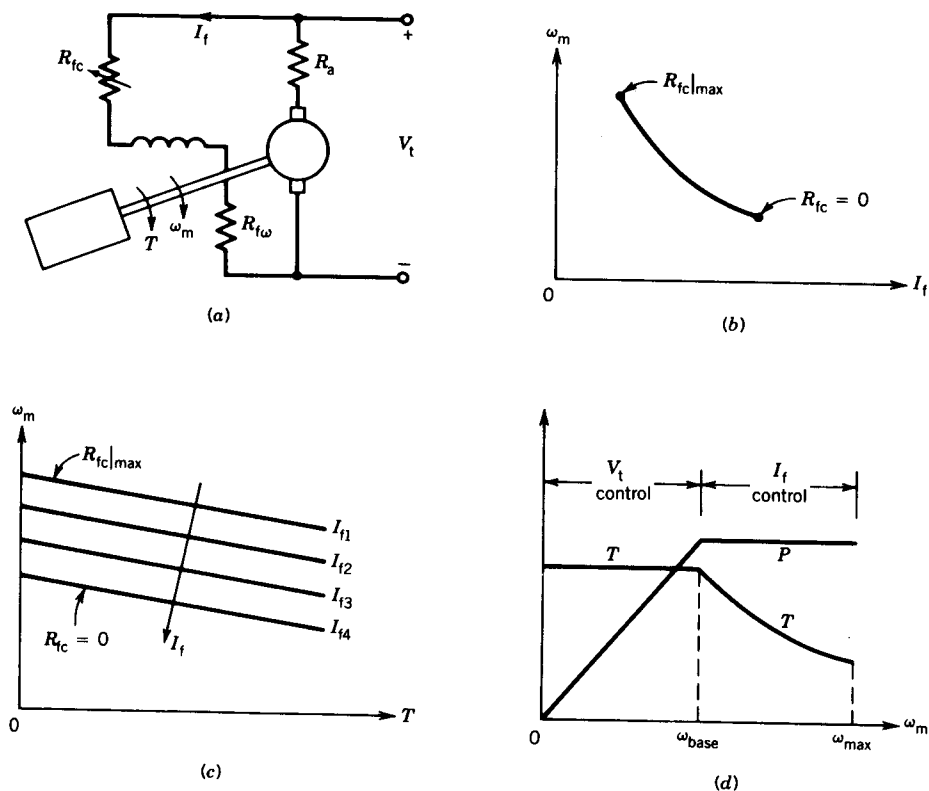 I_f
+
R_fc
R_a
V_t
T
ω_m
R_fω
–
(a)
ω_m
R_fc|max
R_fc = 0
0
I_f
(b)
ω_m
R_fc|max
I_f1
I_f2
I_f3
I_f4
R_fc = 0
I_f
0
T
(c)
V_t control
I_f control
T
P
T
0
ω_base
ω_max
ω_m
(d)